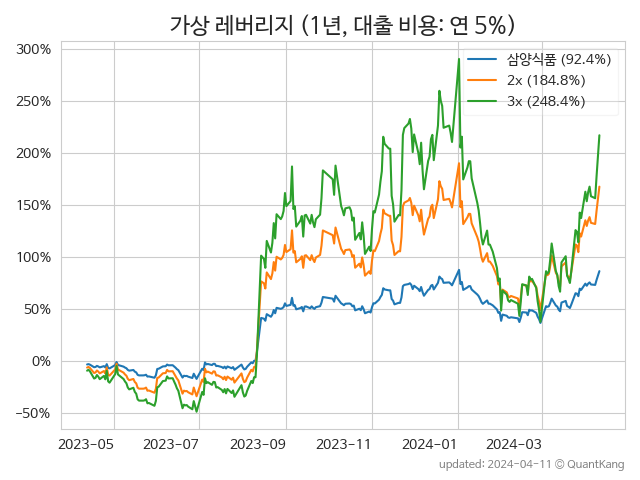 가상 레버리지 (1년, 대출 비용: 연 5%)
300%
250%
200%
150%
100%
50%
0%
−50%
삼양식품 (92.4%)
2x (184.8%)
3x (248.4%)
2023-05 2023-07 2023-09 2023-11 2024-01 2024-03
updated: 2024-04-11 © QuantKang